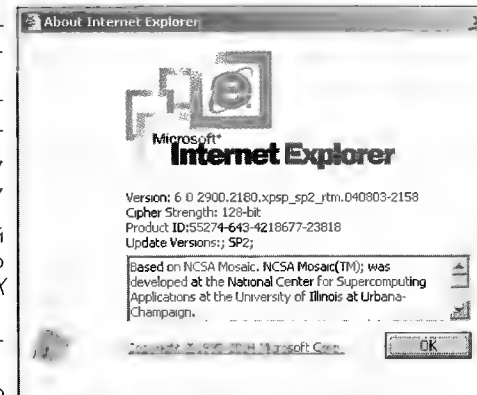 About Internet Explorer
Microsoft
Internet Explorer
Version: 6 0 2900.2180.xpsp_sp2_rtm.040803-2158
Cipher Strength: 128-bit
Product ID:55274-643-4218677-23818
Update Versions:; SP2;
Based on NCSA Mosaic. NCSA Mosaic(TM); was
developed at the National Center for Supercomputing
Applications at the University of Illinois at Urbana-
Champaign.
OK